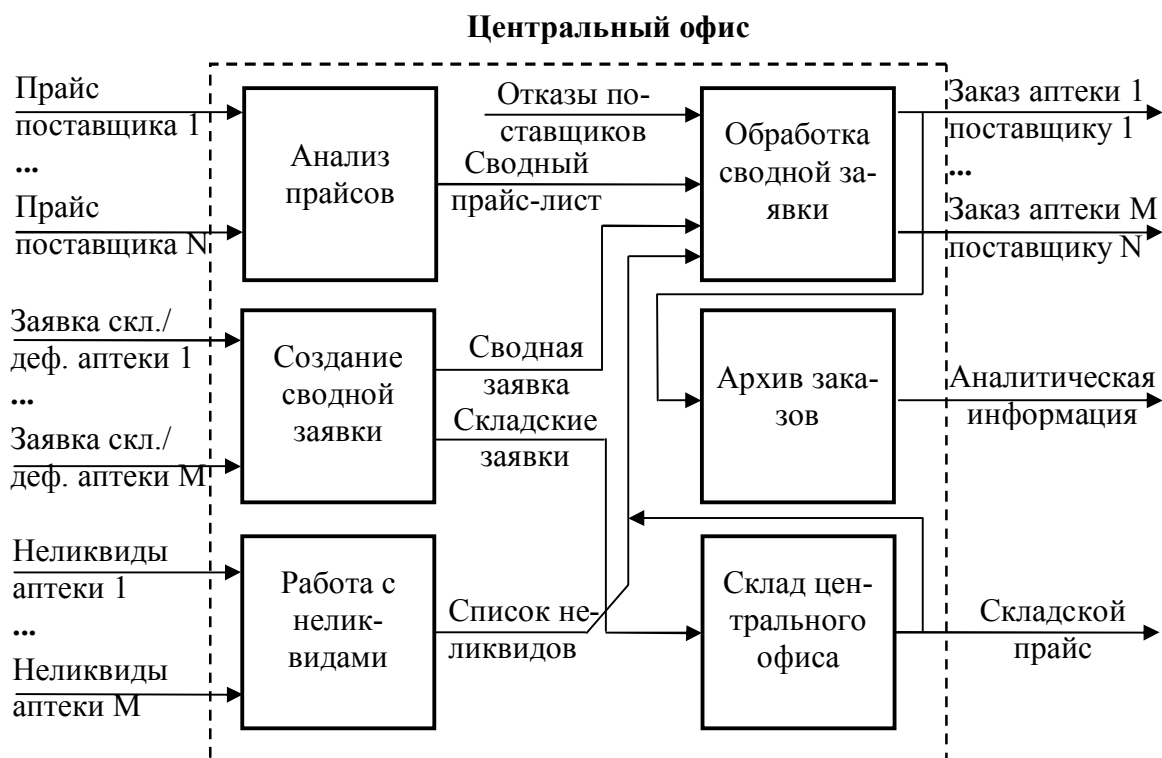 Центральный офис
Прайс
поставщика 1
...
Прайс
поставщика N
Анализ
прайсов
Отказы по-
ставщиков
Сводный
прайс-лист
Обработка
сводной за-
явки
Заказ аптеки 1
поставщику 1
...
Заказ аптеки M
поставщику N
Заявка скл./
деф. аптеки 1
...
Заявка скл./
деф. аптеки M
Создание
сводной
заявки
Сводная
заявка
Складские
заявки
Архив зака-
зов
Аналитическая
информация
Неликвиды
аптеки 1
...
Неликвиды
аптеки M
Работа с
нелик-
видами
Список не-
ликвидов
Склад цен-
трального
офиса
Складской
прайс